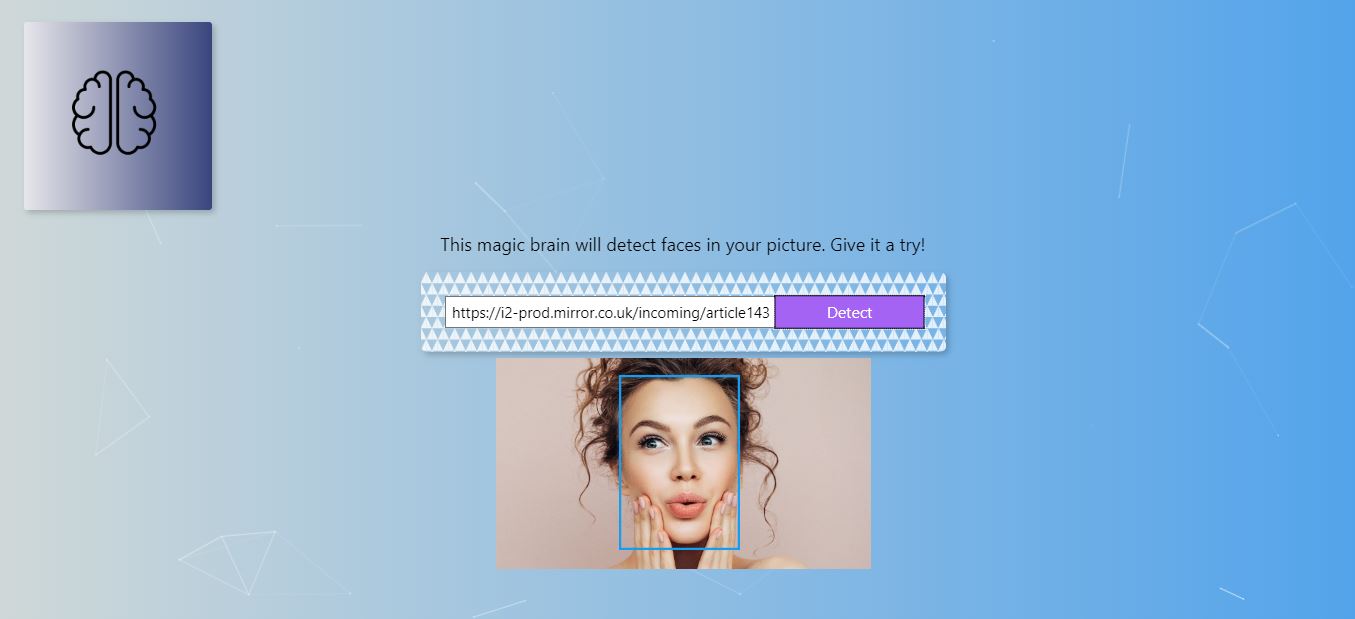 This magic brain will detect faces in your picture. Give it a try!
https://i2-prod.mirror.co.uk/incoming/article143
Detect